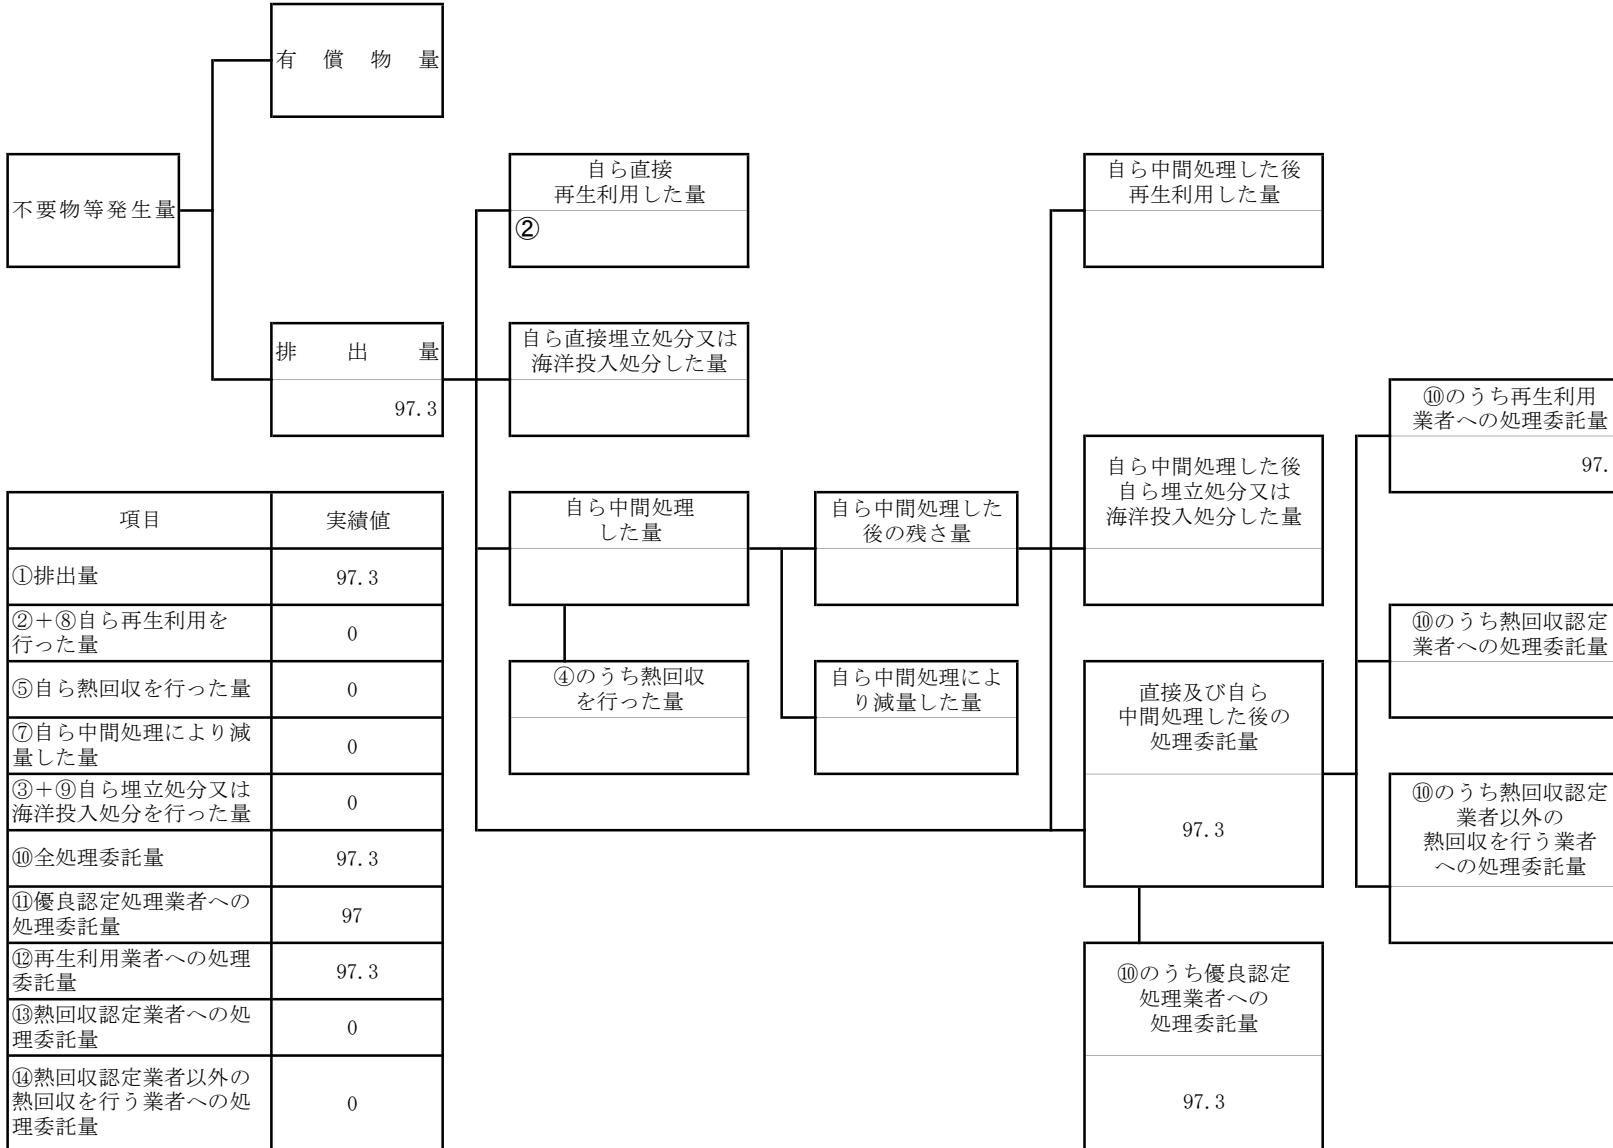 有償物量
不要物等発生量
自ら直接
再生利用した量
②
自ら中間処理した後
再生利用した量
排出量
97.3
自ら直接埋立処分又は
海洋投入処分した量
⑩のうち再生利用
業者への処理委託量
97.
自ら中間処理
した量
自ら中間処理した
後の残さ量
自ら中間処理した後
自ら埋立処分又は
海洋投入処分した量
④のうち熱回収
を行った量
自ら中間処理によ
り減量した量
直接及び自ら
中間処理した後の
処理委託量
97.3
⑩のうち熱回収認定
業者への処理委託量
⑩のうち熱回収認定
業者以外の
熱回収を行う業者
への処理委託量
⑩のうち優良認定
処理業者への
処理委託量
97.3
項目 実績値
①排出量 97.3
②＋⑧自ら再生利用を
行った量 0
⑤自ら熱回収を行った量 0
⑦自ら中間処理により減
量した量 0
③＋⑨自ら埋立処分又は
海洋投入処分を行った量 0
⑩全処理委託量 97.3
⑪優良認定処理業者への
処理委託量 97
⑫再生利用業者への処理
委託量 97.3
⑬熱回収認定業者への処
理委託量 0
⑭熱回収認定業者以外の
熱回収を行う業者への処
理委託量 0